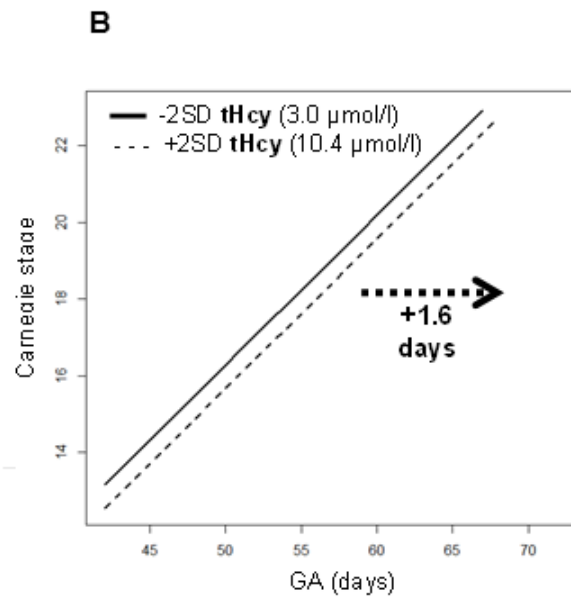 B
-2SD tHcy (3.0 µmol/l)
+2SD tHcy (10.4 µmol/l)
Carnegie stage
22
20
18
16
14
+1.6
days
45 50 55 60 65 70
GA (days)